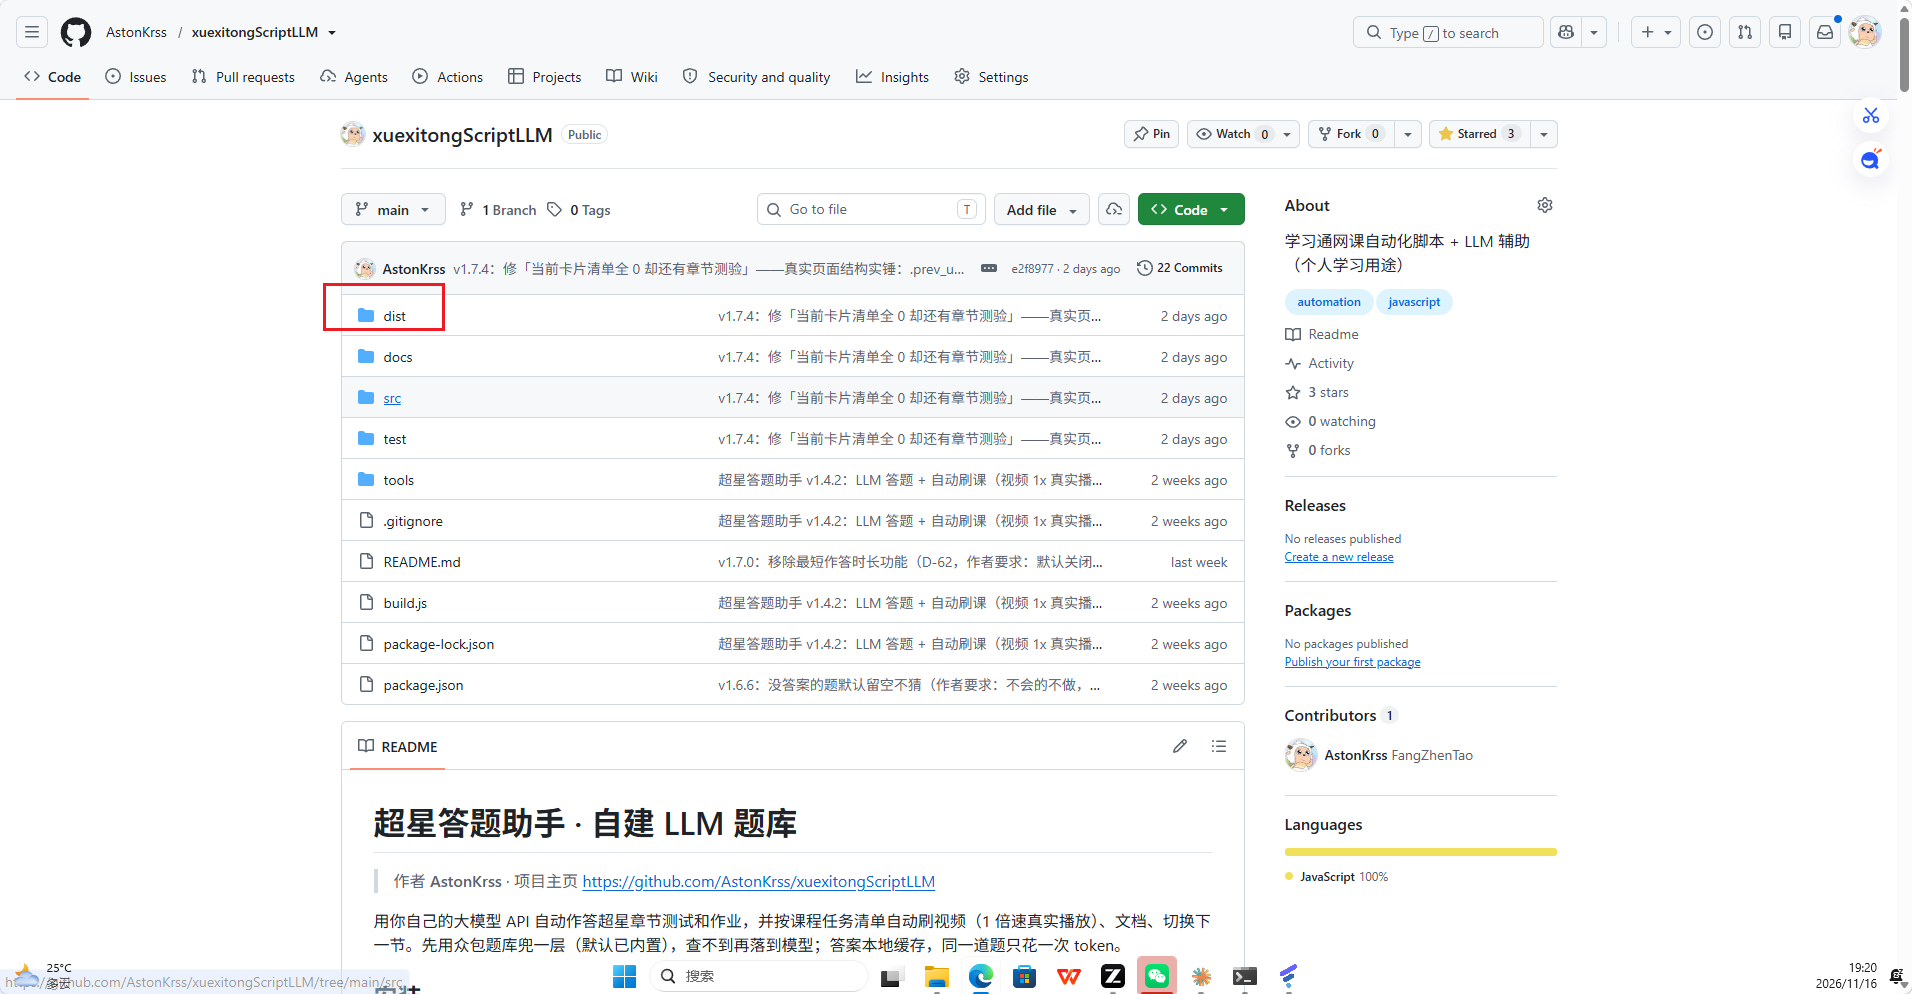 AstonKrss / xuexitongScriptLLM
Type / to search
Code
Issues
Pull requests
Agents
Actions
Projects
Wiki
Security and quality
Insights
Settings
xuexitongScriptLLM Public
Pin
Watch 0
Fork 0
Starred 3
main
1 Branch
0 Tags
Go to file T
Add file
Code
AstonKrss v1.7.4：修「当前卡片清单全 0 却还有章节测验」——真实页面结构实锤：.prev_u... e2f8977 · 2 days ago 22 Commits
dist v1.7.4：修「当前卡片清单全 0 却还有章节测验」——真实页... 2 days ago
docs v1.7.4：修「当前卡片清单全 0 却还有章节测验」——真实页... 2 days ago
src v1.7.4：修「当前卡片清单全 0 却还有章节测验」——真实页... 2 days ago
test v1.7.4：修「当前卡片清单全 0 却还有章节测验」——真实页... 2 days ago
tools 超星答题助手 v1.4.2：LLM 答题 + 自动刷课（视频 1x 真实播... 2 weeks ago
.gitignore 超星答题助手 v1.4.2：LLM 答题 + 自动刷课（视频 1x 真实播... 2 weeks ago
README.md v1.7.0：移除最短作答时长功能（D-62，作者要求：默认关闭... last week
build.js 超星答题助手 v1.4.2：LLM 答题 + 自动刷课（视频 1x 真实播... 2 weeks ago
package-lock.json 超星答题助手 v1.4.2：LLM 答题 + 自动刷课（视频 1x 真实播... 2 weeks ago
package.json v1.6.6：没答案的题默认留空不猜（作者要求：不会的不做，... 2 weeks ago
README
超星答题助手 · 自建 LLM 题库
作者 AstonKrss · 项目主页 https://github.com/AstonKrss/xuexitongScriptLLM
用你自己的大模型 API 自动作答超星章节测试和作业，并按课程任务清单自动刷视频（1 倍速真实播放）、文档、切换下
一节。先用众包题库兜一层（默认已内置），查不到再落到模型；答案本地缓存，同一道题只花一次 token。
About
学习通网课自动化脚本 + LLM 辅助
（个人学习用途）
automation
javascript
Readme
Activity
3 stars
0 watching
0 forks
Releases
No releases published
Create a new release
Packages
No packages published
Publish your first package
Contributors 1
AstonKrss FangZhenTao
Languages
JavaScript 100%
25°C
多云
https://github.com/AstonKrss/xuexitongScriptLLM/tree/main/src
搜索
19:20
2026/11/16